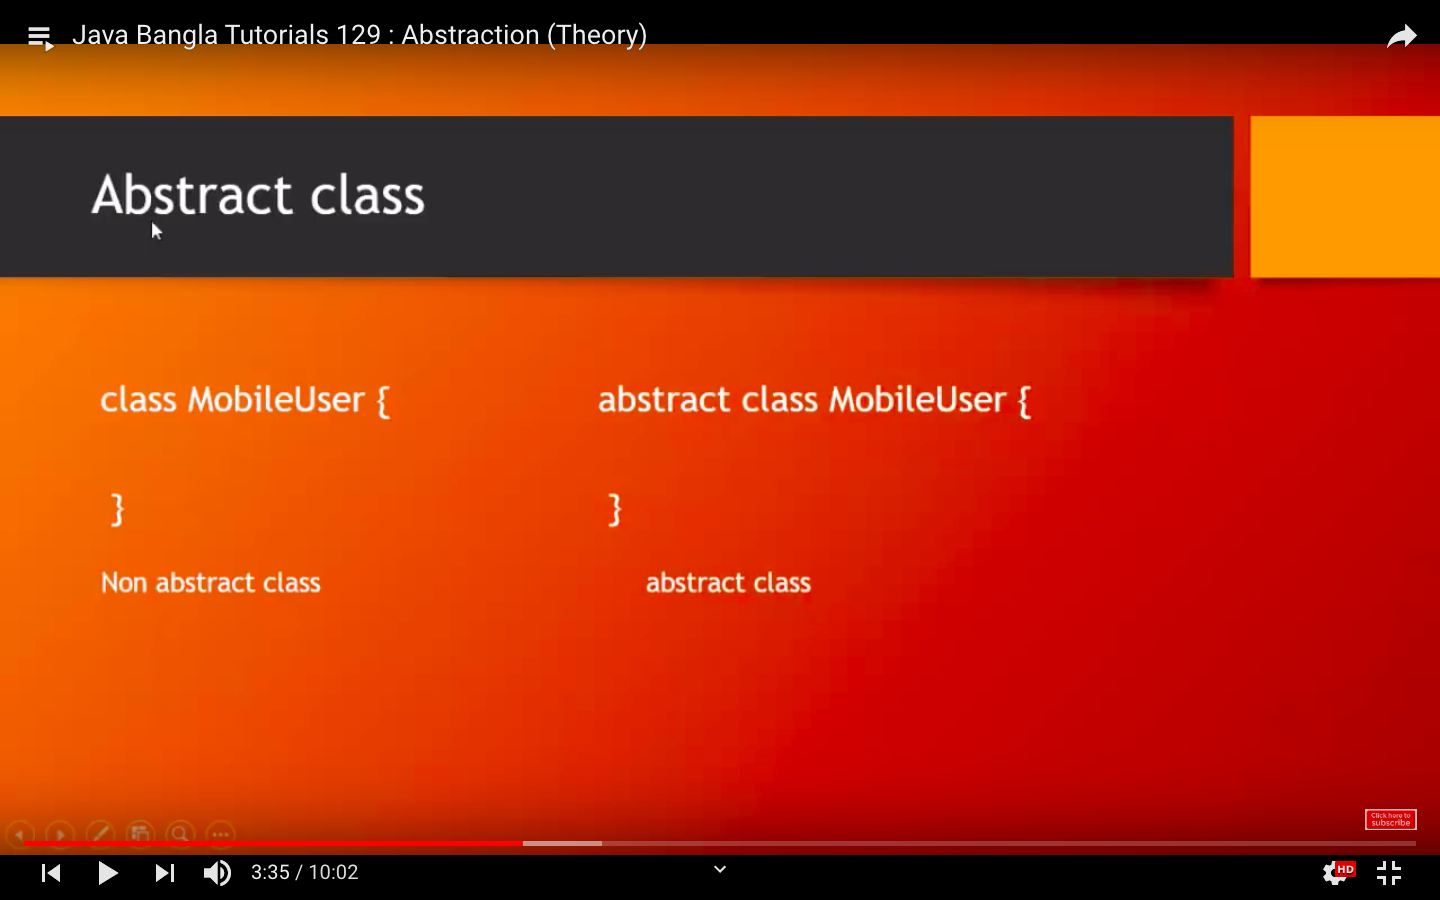 Java Bangla Tutorials 129 : Abstraction (Theory)
Abstract class
class MobileUser {
}
Non abstract class
abstract class MobileUser {
}
abstract class
Click here to
subscribe
3:35 / 10:02
HD